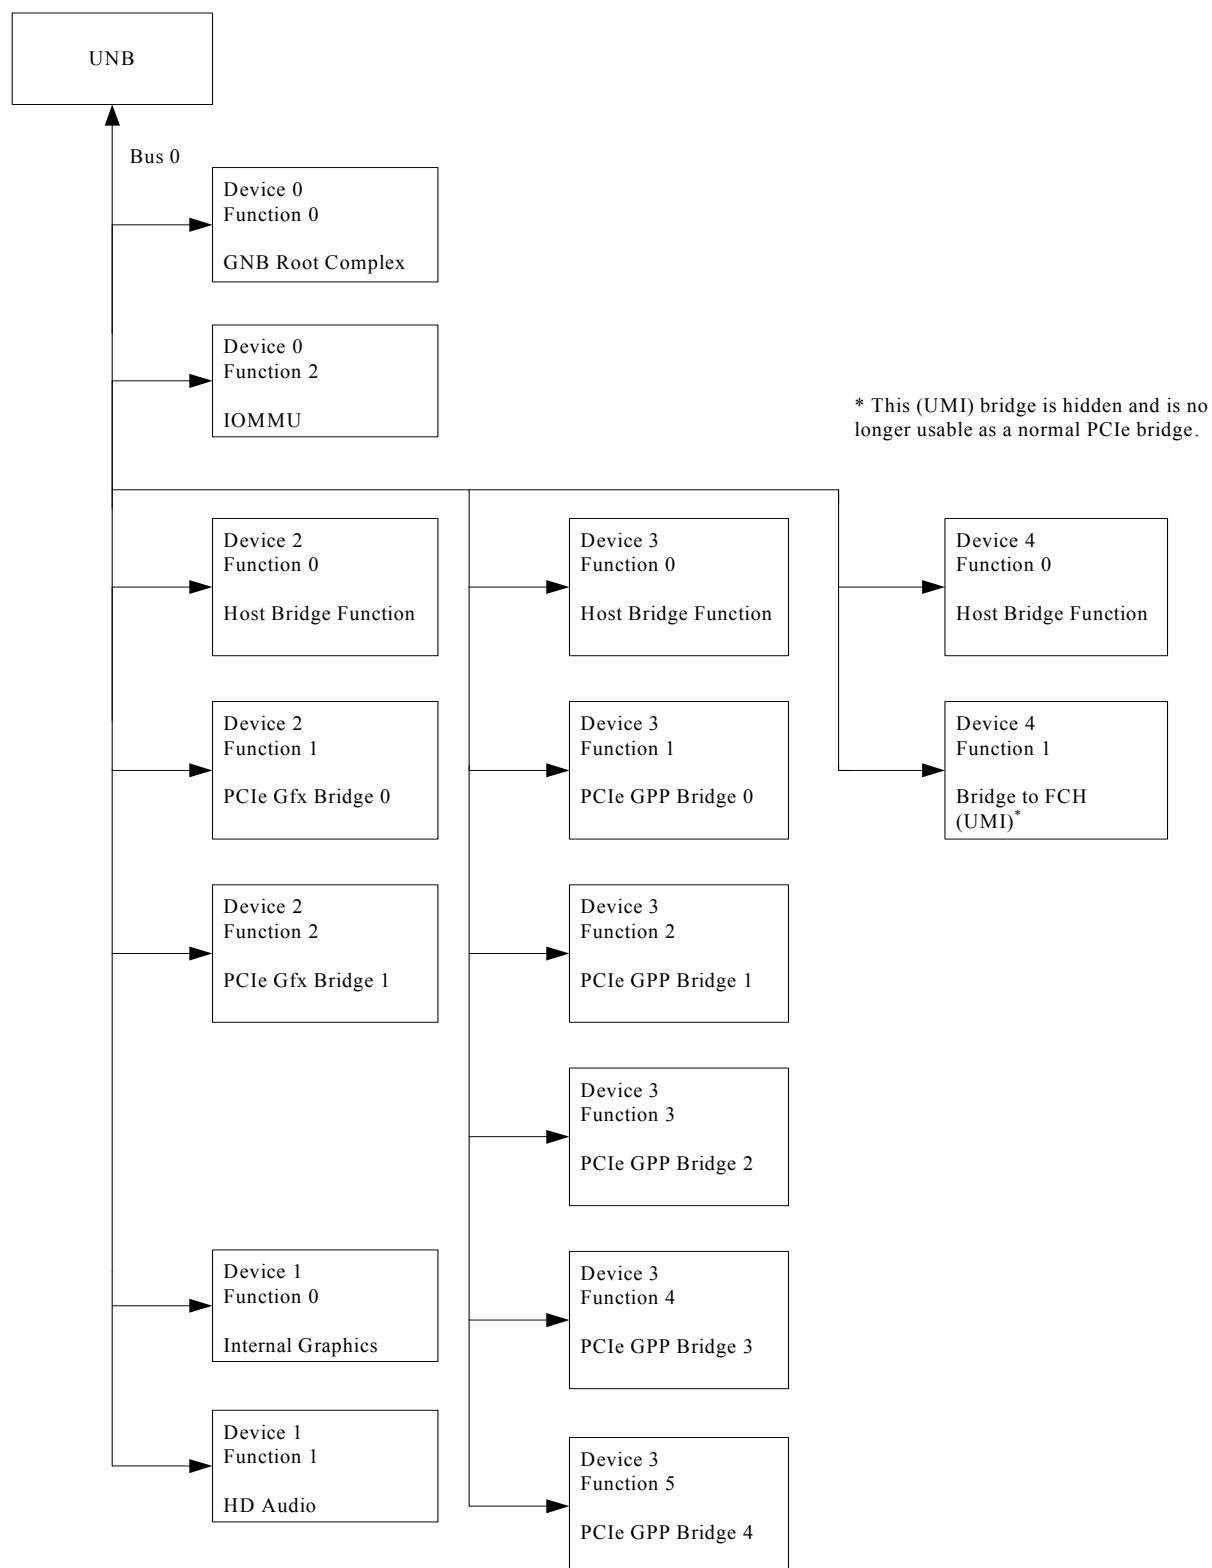 UNB
Bus 0
Device 0
Function 0
GNB Root Complex
Device 0
Function 2
IOMMU
* This (UMI) bridge is hidden and is no
longer usable as a normal PCIe bridge.
Device 2
Function 0
Host Bridge Function
Device 3
Function 0
Host Bridge Function
Device 4
Function 0
Host Bridge Function
Device 2
Function 1
PCIe Gfx Bridge 0
Device 3
Function 1
PCIe GPP Bridge 0
Device 4
Function 1
Bridge to FCH
(UMI)*
Device 2
Function 2
PCIe Gfx Bridge 1
Device 3
Function 2
PCIe GPP Bridge 1
Device 3
Function 3
PCIe GPP Bridge 2
Device 1
Function 0
Internal Graphics
Device 3
Function 4
PCIe GPP Bridge 3
Device 1
Function 1
HD Audio
Device 3
Function 5
PCIe GPP Bridge 4